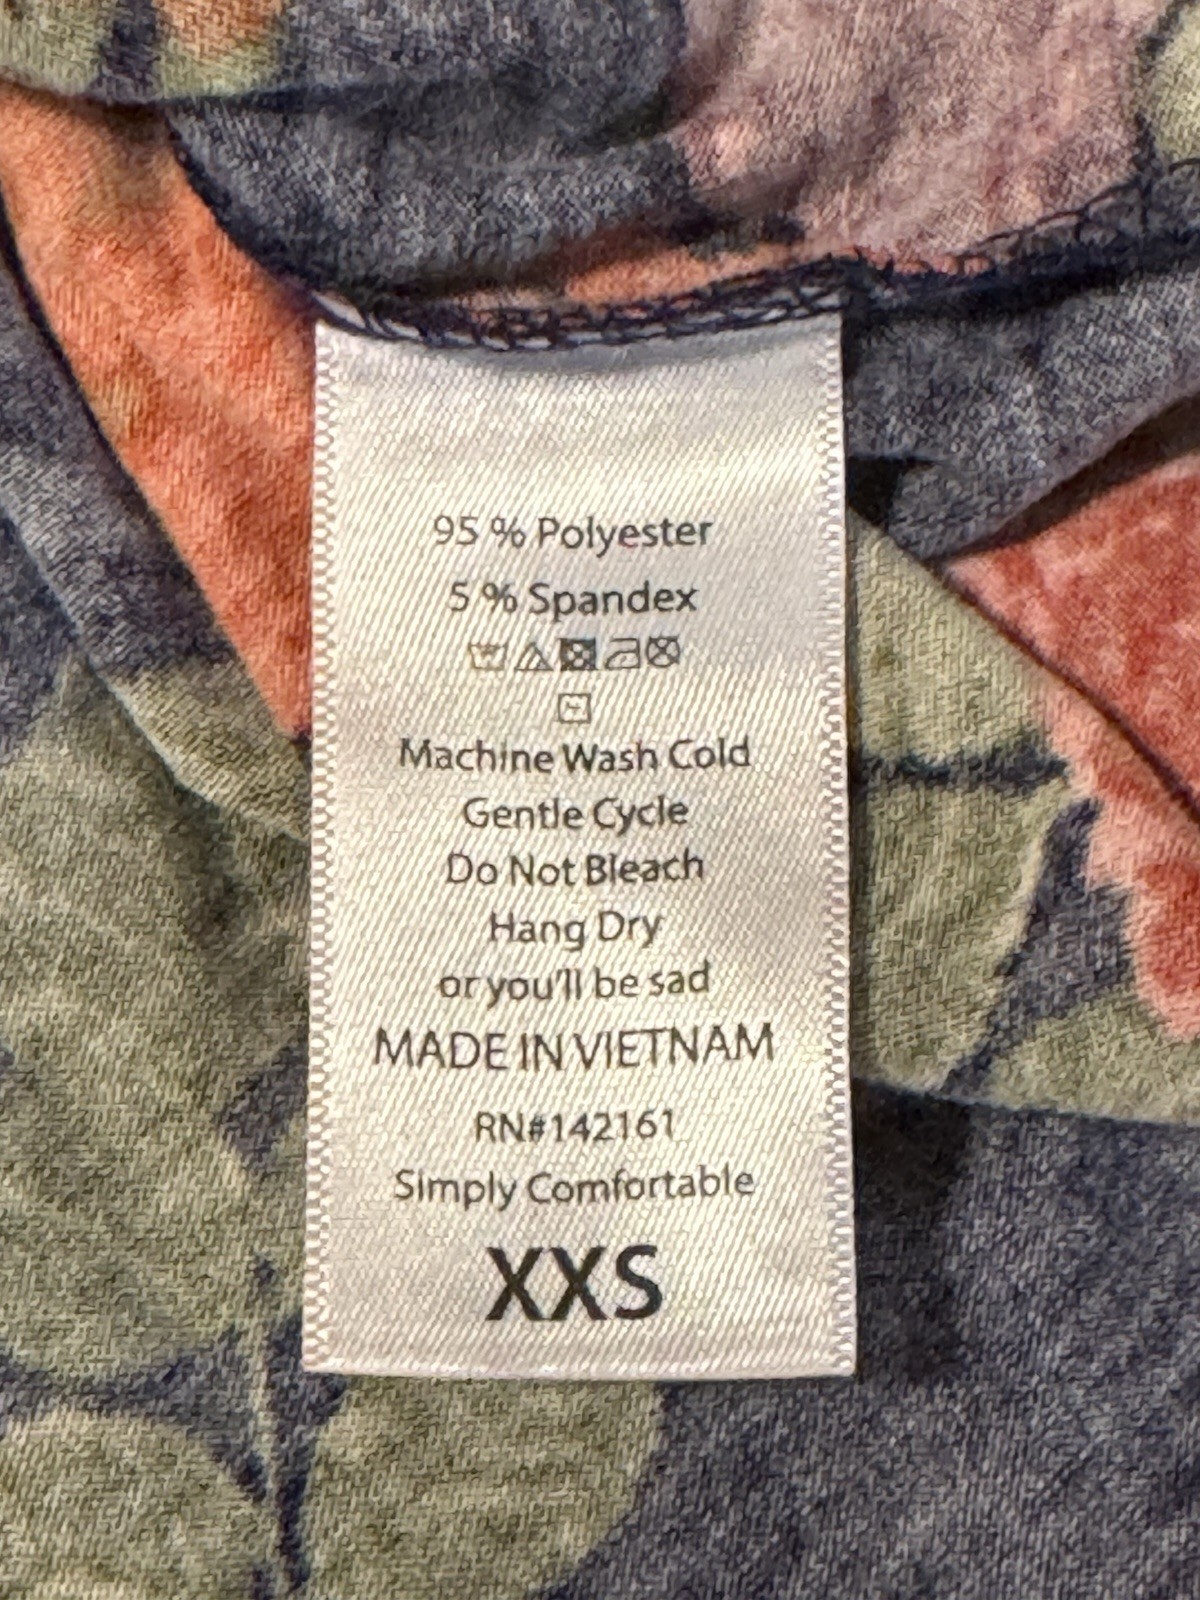 95 % Polyester
5 % Spandex
Machine Wash Cold
Gentle Cycle
Do Not Bleach
Hang Dry
or you'll be sad
MADE IN VIETNAM
RN#142161
Simply Comfortable
XXS